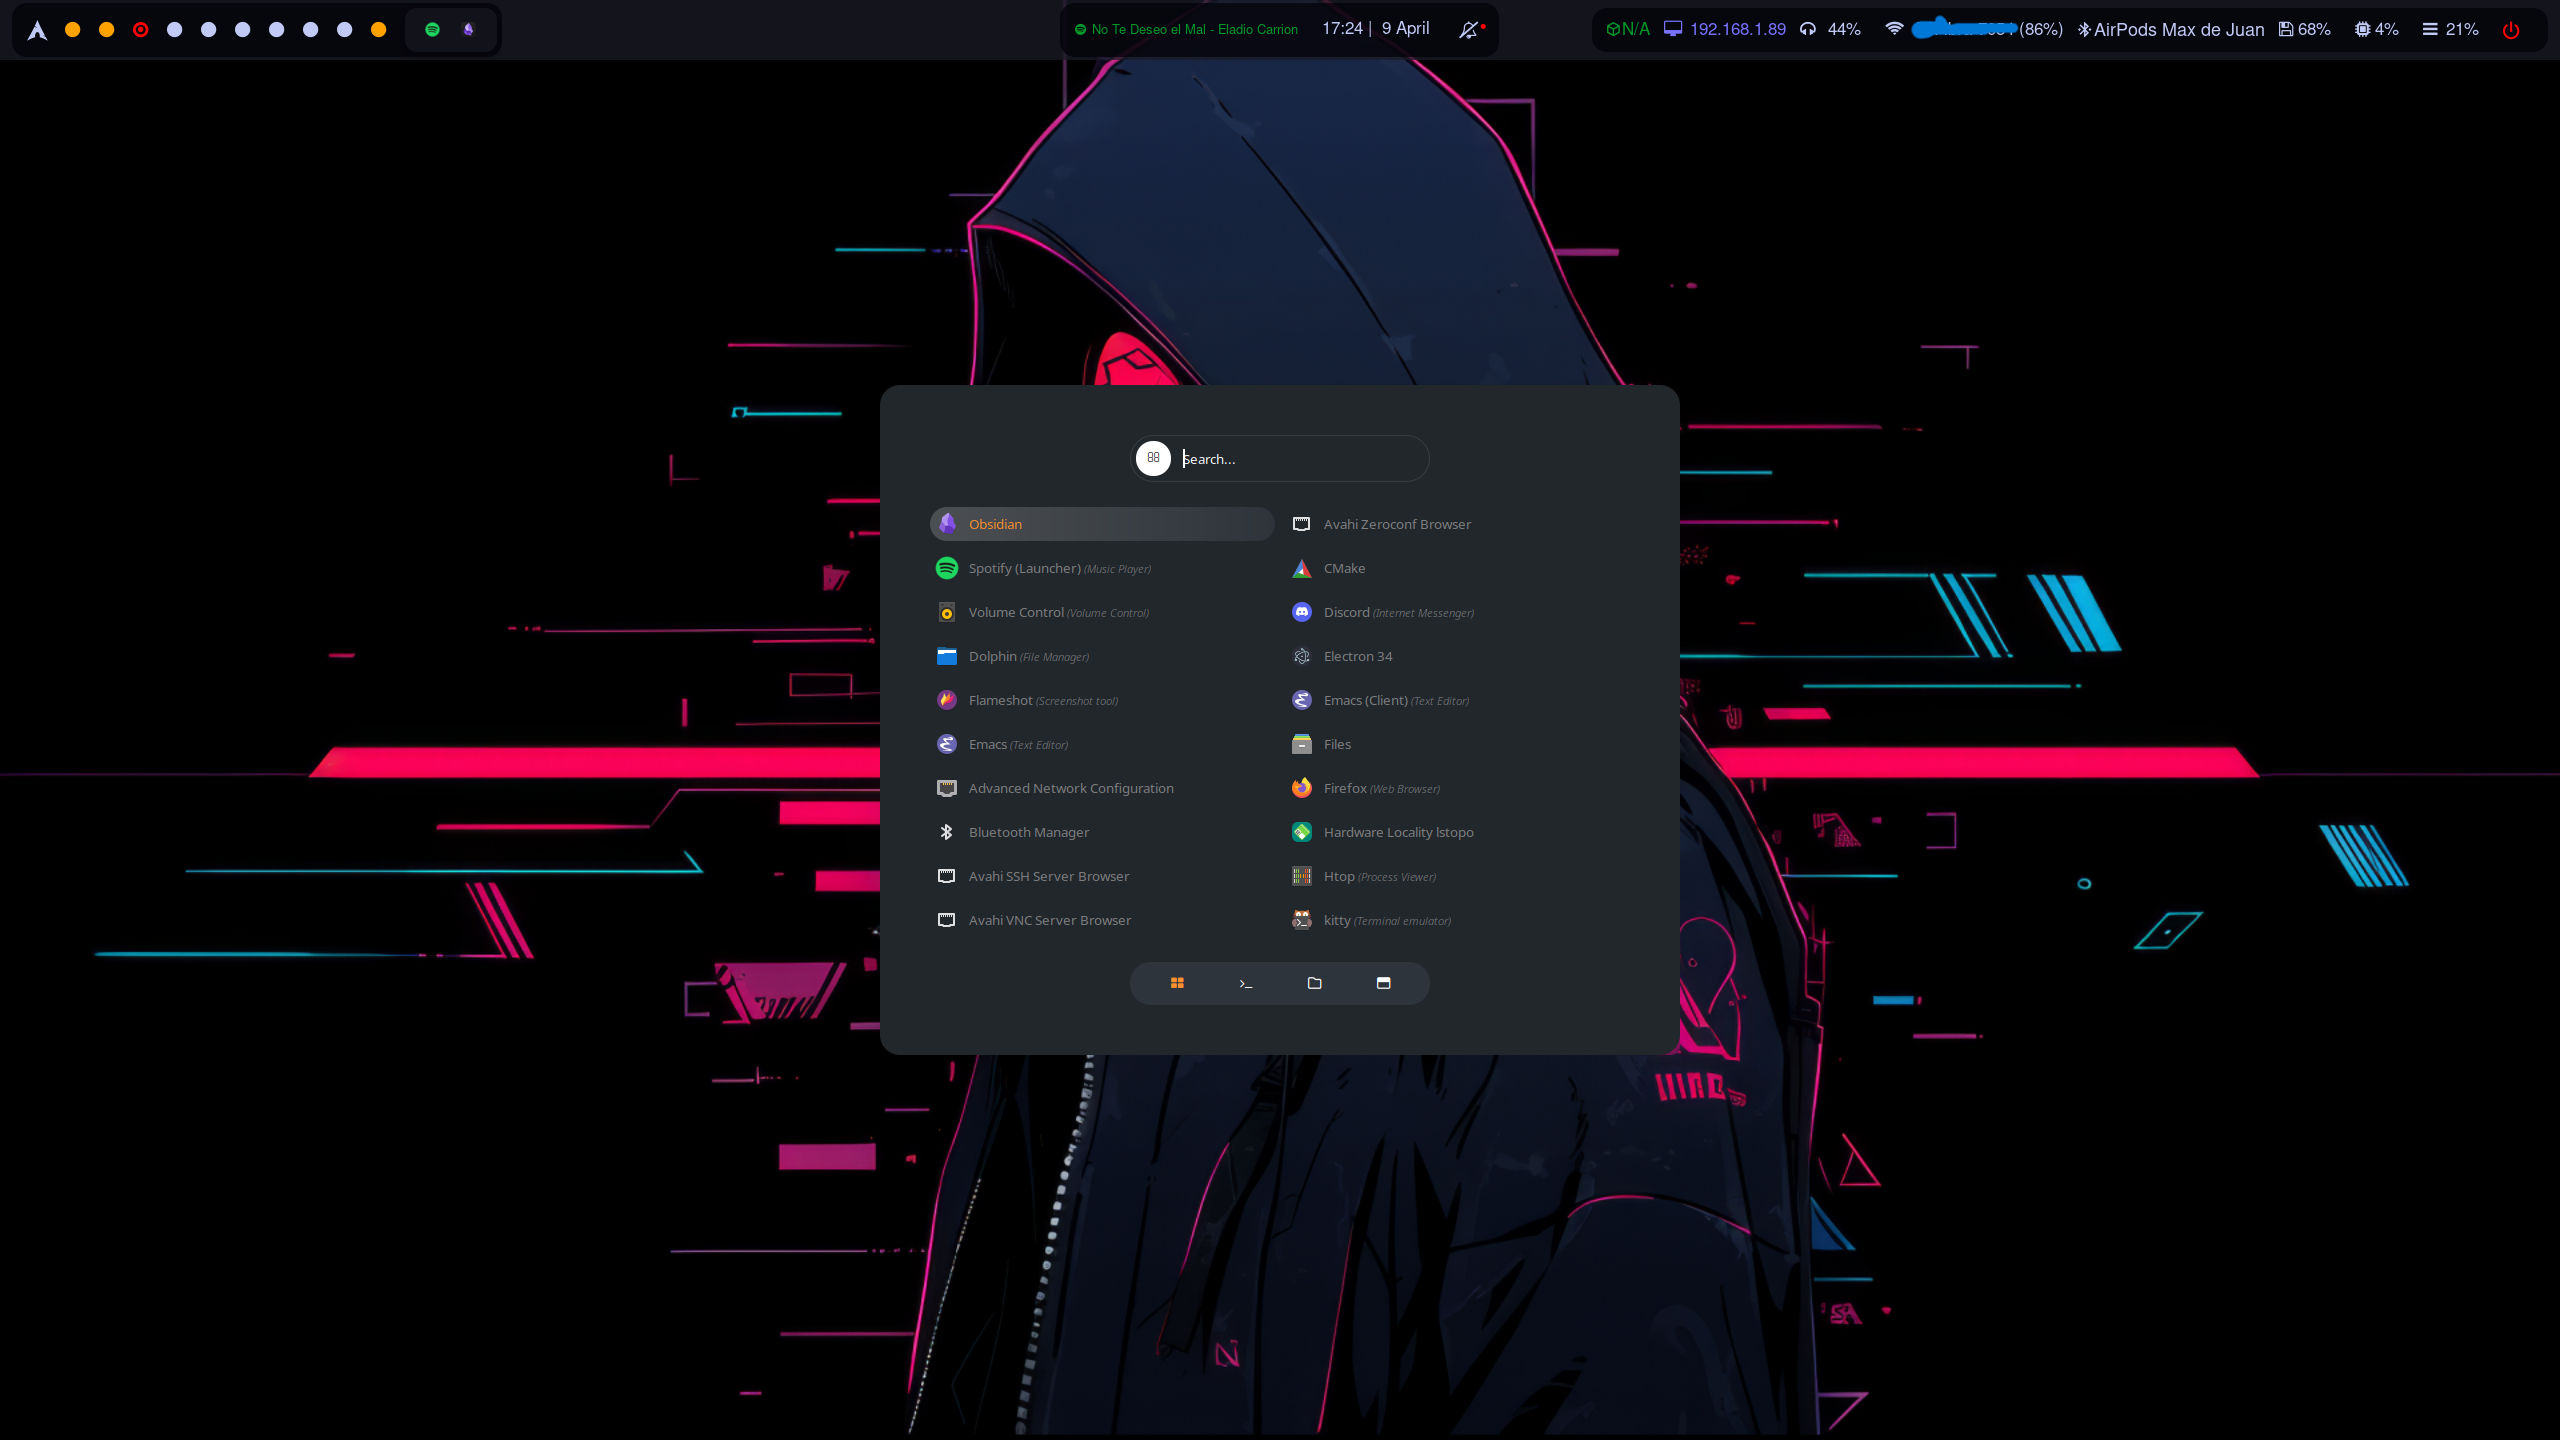 No Te Deseo el Mal - Eladio Carrion
17:24 | 9 April
N/A
192.168.1.89
44%
(86%)
AirPods Max de Juan
68%
4%
21%
Search...
Obsidian
Spotify (Launcher) (Music Player)
Volume Control (Volume Control)
Dolphin (File Manager)
Flameshot (Screenshot tool)
Emacs (Text Editor)
Advanced Network Configuration
Bluetooth Manager
Avahi SSH Server Browser
Avahi VNC Server Browser
Avahi Zeroconf Browser
CMake
Discord (Internet Messenger)
Electron 34
Emacs (Client) (Text Editor)
Files
Firefox (Web Browser)
Hardware Locality lstopo
Htop (Process Viewer)
kitty (Terminal emulator)